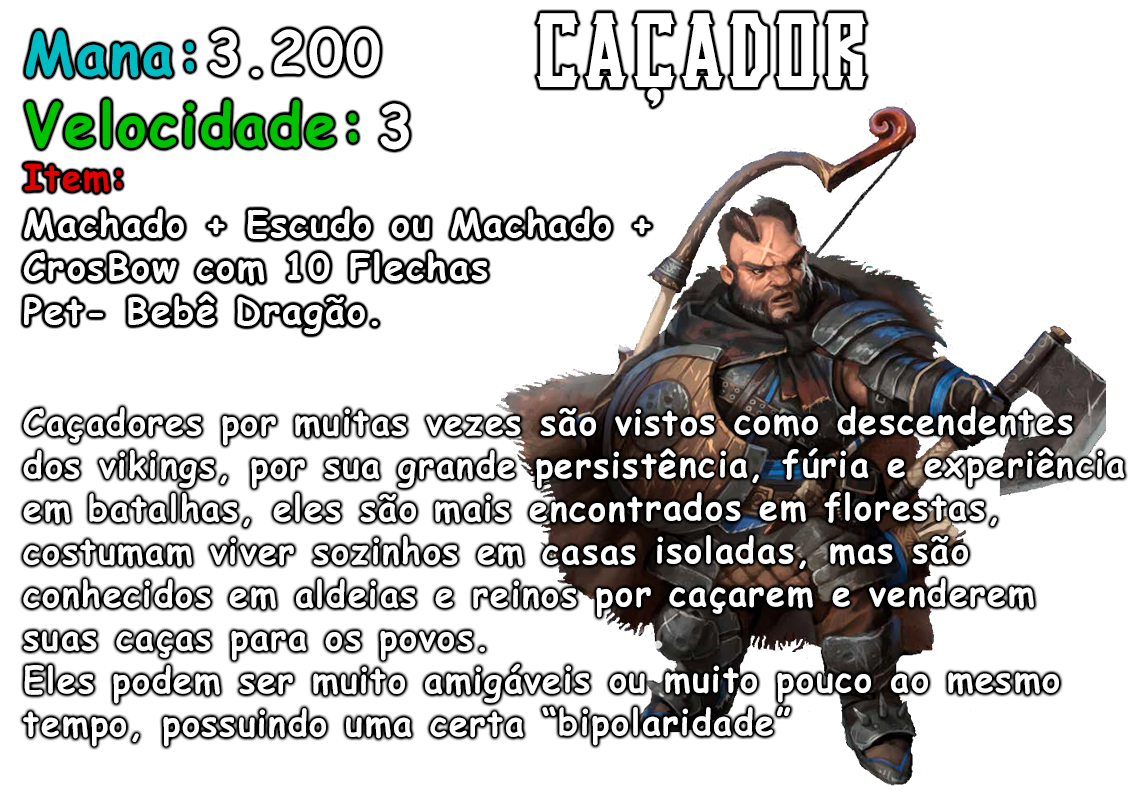 CAÇADOR
Mana:3.200
Velocidade: 3
Item:
Machado + Escudo ou Machado +
CrosBow com 10 Flechas
Pet- Bebê Dragão.
Caçadores por muitas vezes são vistos como descendentes
dos vikings, por sua grande persistência, fúria e experiência
em batalhas, eles são mais encontrados em florestas,
costumam viver sozinhos em casas isoladas, mas são
conhecidos em aldeias e reinos por caçarem e venderem
suas caças para os povos.
Eles podem ser muito amigáveis ou muito pouco ao mesmo
tempo, possuindo uma certa “bipolaridade”